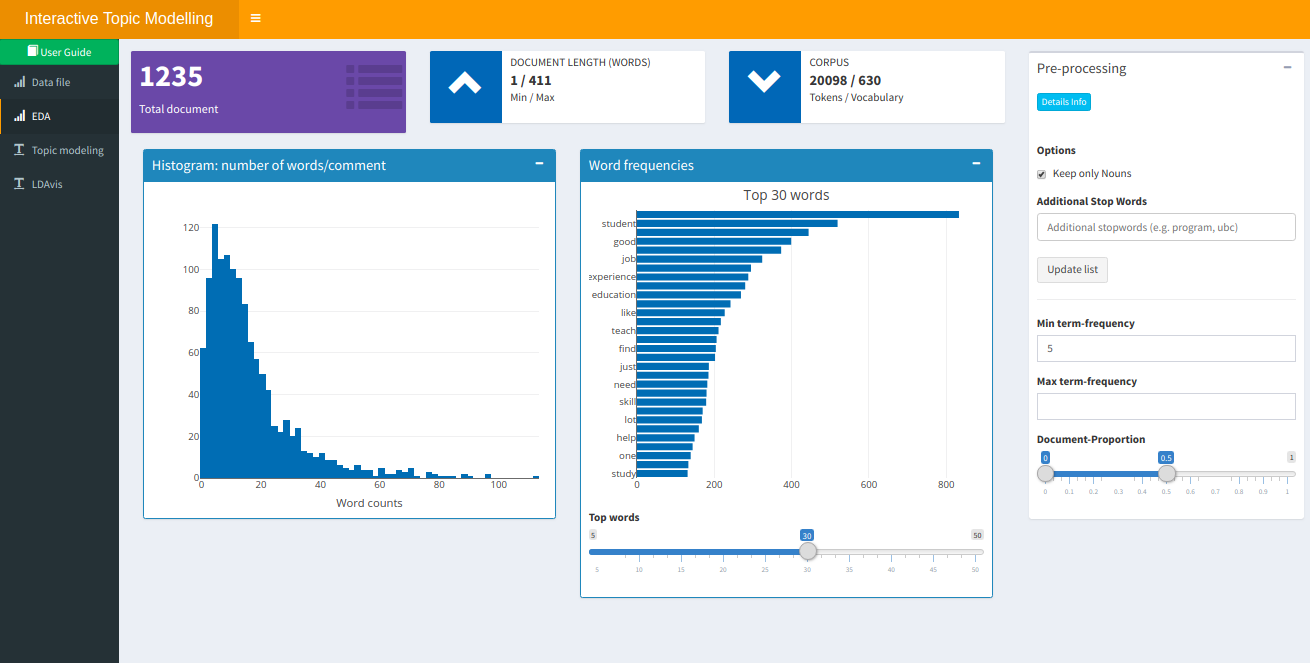 Interactive Topic Modelling
User Guide
Data file
EDA
Topic modeling
LDAvis
1235
Total document
DOCUMENT LENGTH (WORDS)
1 / 411
Min / Max
CORPUS
20098 / 630
Tokens / Vocabulary
Histogram: number of words/comment
120
100
80
60
40
20
0
0 20 40 60 80 100
Word counts
Word frequencies
Top 30 words
student
good
job
experience
education
like
teach
find
just
need
skill
lot
help
one
study
0 200 400 600 800
Top words
5 30 50
5 10 15 20 25 30 35 40 45 50
Pre-processing
Details Info
Options
Keep only Nouns
Additional Stop Words
Additional stopwords (e.g. program, ubc)
Update list
Min term-frequency
5
Max term-frequency
Document-Proportion
0 0.5 1
0 0.1 0.2 0.3 0.4 0.5 0.6 0.7 0.8 0.9 1